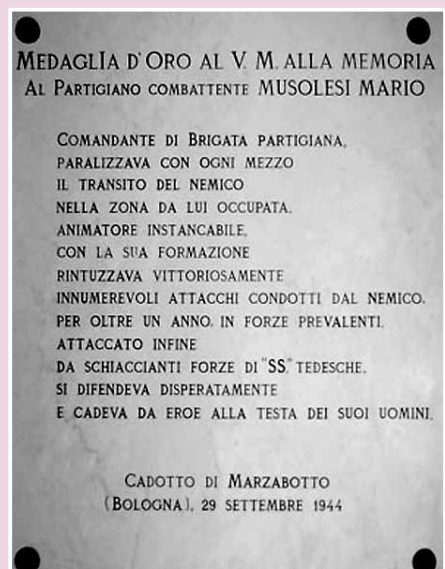 MEDAGLIA D'ORO AL V. M. ALLA MEMORIA
AL PARTIGIANO COMBATTENTE MUSOLESI MARIO
COMANDANTE DI BRIGATA PARTIGIANA,
PARALIZZAVA CON OGNI MEZZO
IL TRANSITO DEL NEMICO
NELLA ZONA DA LUI OCCUPATA.
ANIMATORE INSTANCABILE,
CON LA SUA FORMAZIONE
RINTUZZAVA VITTORIOSAMENTE
INNUMEREVOLI ATTACCHI CONDOTTI DAL NEMICO.
PER OLTRE UN ANNO, IN FORZE PREVALENTI.
ATTACCATO INFINE
DA SCHIACCIANTI FORZE DI "SS." TEDESCHE,
SI DIFENDEVA DISPERATAMENTE
E CADEVA DA EROE ALLA TESTA DEI SUOI UOMINI.
CADOTTO DI MARZABOTTO
(BOLOGNA), 29 SETTEMBRE 1944